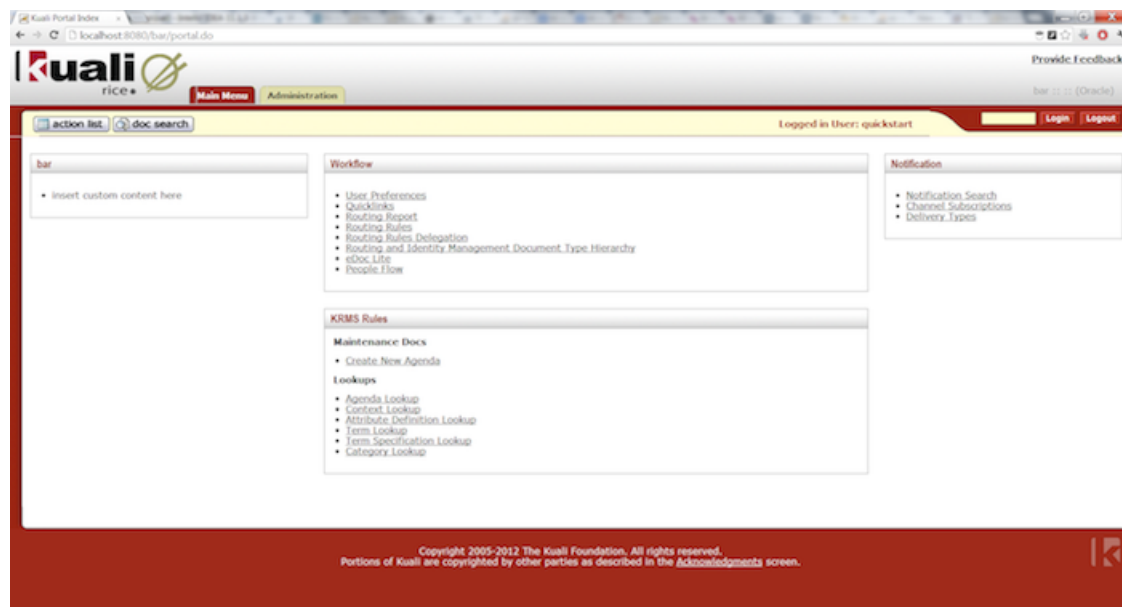 Kuali Portal Index
localhost:8080/bar/portal.do
Kuali
rice
Provide Feedback
Main Menu
Administration
bar :: :: (Oracle)
action list
doc search
Logged in User: quickstart
Login
Logout
bar
• insert custom content here
Workflow
• User Preferences
• Quicklinks
• Routing Report
• Routing Rules
• Routing Rules Delegation
• Routing and Identity Management Document Type Hierarchy
• eDoc Lite
• People Flow
KRMS Rules
Maintenance Docs
• Create New Agenda
Lookups
• Agenda Lookup
• Context Lookup
• Attribute Definition Lookup
• Term Lookup
• Term Specification Lookup
• Category Lookup
Notification
• Notification Search
• Channel Subscriptions
• Delivery Types
Copyright 2005-2012 The Kuali Foundation. All rights reserved.
Portions of Kuali are copyrighted by other parties as described in the Acknowledgments screen.